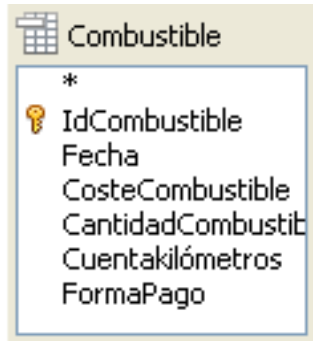 Combustible
*
IdCombustible
Fecha
CosteCombustible
CantidadCombustib
Cuentakilómetros
FormaPago